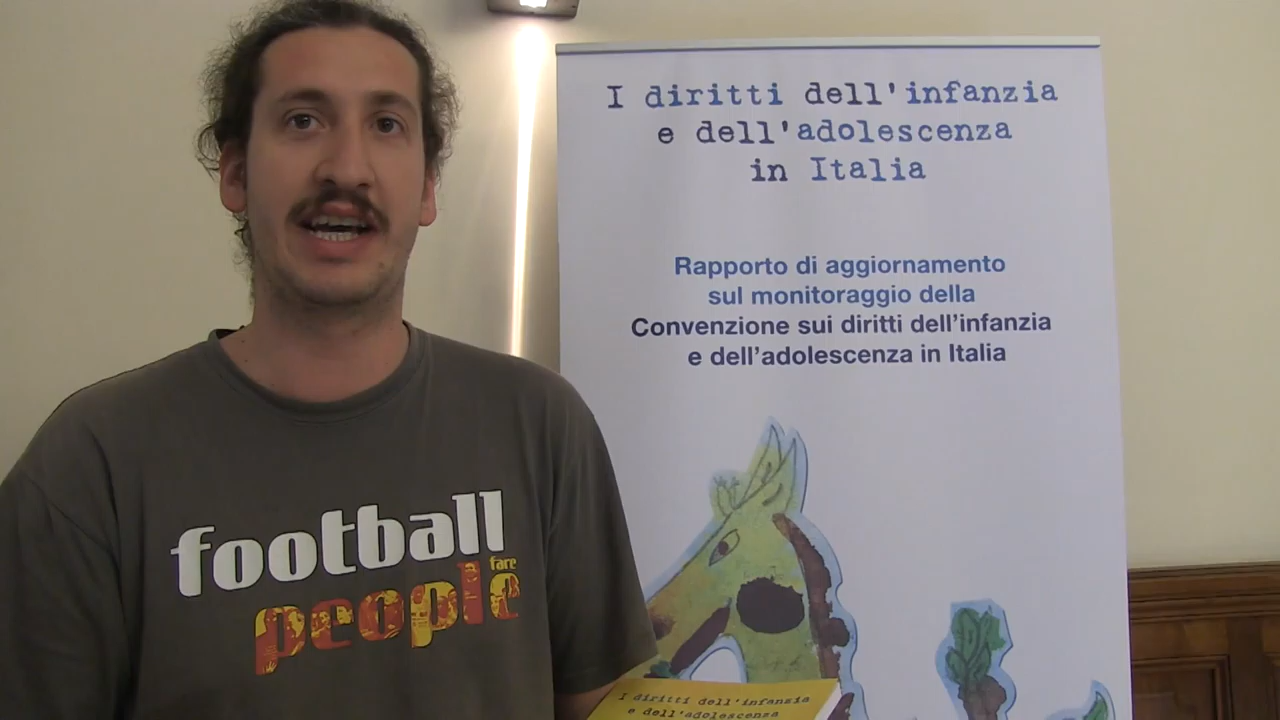 I diritti dell'infanzia
e dell'adolescenza
in Italia
Rapporto di aggiornamento
sul monitoraggio della
Convenzione sui diritti dell'infanzia
e dell'adolescenza in Italia
football
fare
people
I diritti dell'infanzia
e dell'adolescenza